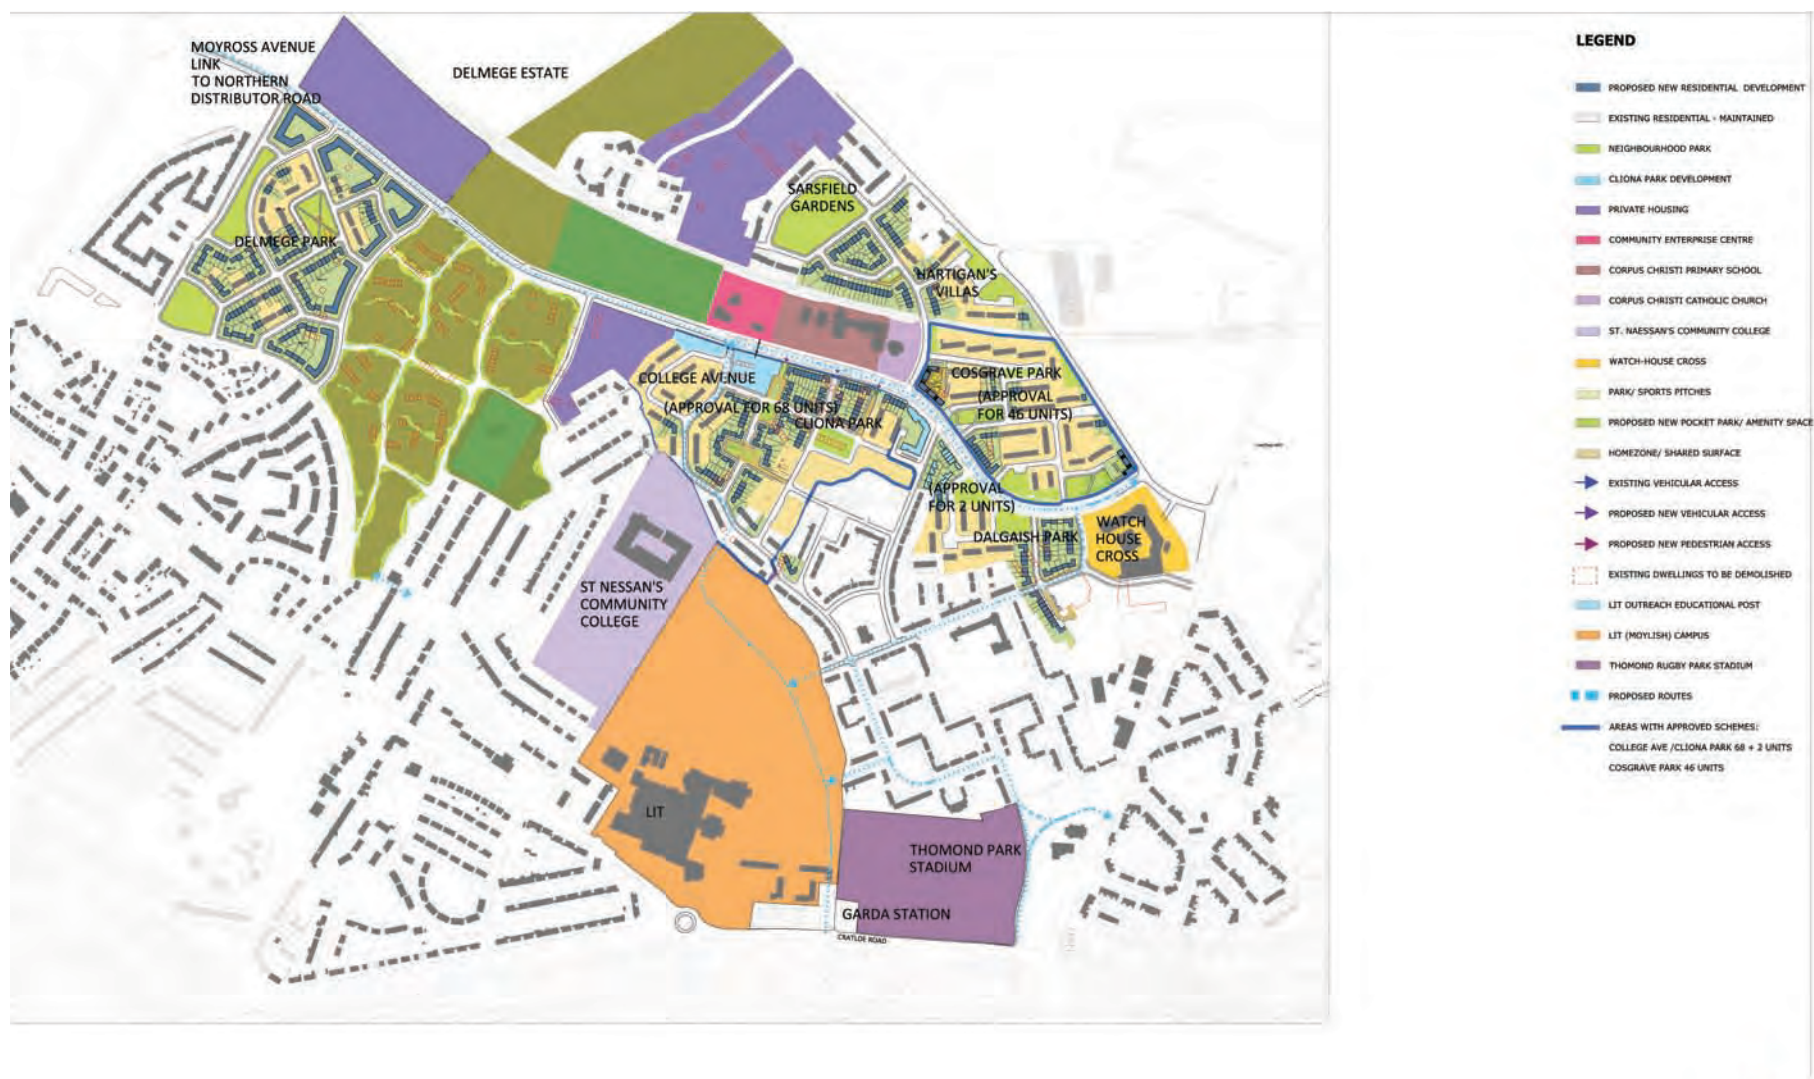 MOYROSS AVENUE
LINK
TO NORTHERN
DISTRIBUTOR ROAD
DELMEGE ESTATE
SARSFIELD
GARDENS
DELMEGE PARK
HARTIGAN'S
VILLAS
COLLEGE AVENUE
(APPROVAL FOR 68 UNITS)
CLIONA PARK
COSGRAVE PARK
(APPROVAL
FOR 46 UNITS)
(APPROVAL
FOR 2 UNITS)
DALGAISH PARK
WATCH
HOUSE
CROSS
ST NESSAN'S
COMMUNITY
COLLEGE
LIT
THOMOND PARK
STADIUM
GARDA STATION
CRATLOE ROAD
LEGEND
PROPOSED NEW RESIDENTIAL DEVELOPMENT
EXISTING RESIDENTIAL - MAINTAINED
NEIGHBOURHOOD PARK
CLIONA PARK DEVELOPMENT
PRIVATE HOUSING
COMMUNITY ENTERPRISE CENTRE
CORPUS CHRISTI PRIMARY SCHOOL
CORPUS CHRISTI CATHOLIC CHURCH
ST. NAESSAN'S COMMUNITY COLLEGE
WATCH-HOUSE CROSS
PARK/ SPORTS PITCHES
PROPOSED NEW POCKET PARK/ AMENITY SPACE
HOMEZONE/ SHARED SURFACE
EXISTING VEHICULAR ACCESS
PROPOSED NEW VEHICULAR ACCESS
PROPOSED NEW PEDESTRIAN ACCESS
EXISTING DWELLINGS TO BE DEMOLISHED
LIT OUTREACH EDUCATIONAL POST
LIT (MOYLISH) CAMPUS
THOMOND RUGBY PARK STADIUM
PROPOSED ROUTES
AREAS WITH APPROVED SCHEMES:
COLLEGE AVE /CLIONA PARK 68 + 2 UNITS
COSGRAVE PARK 46 UNITS